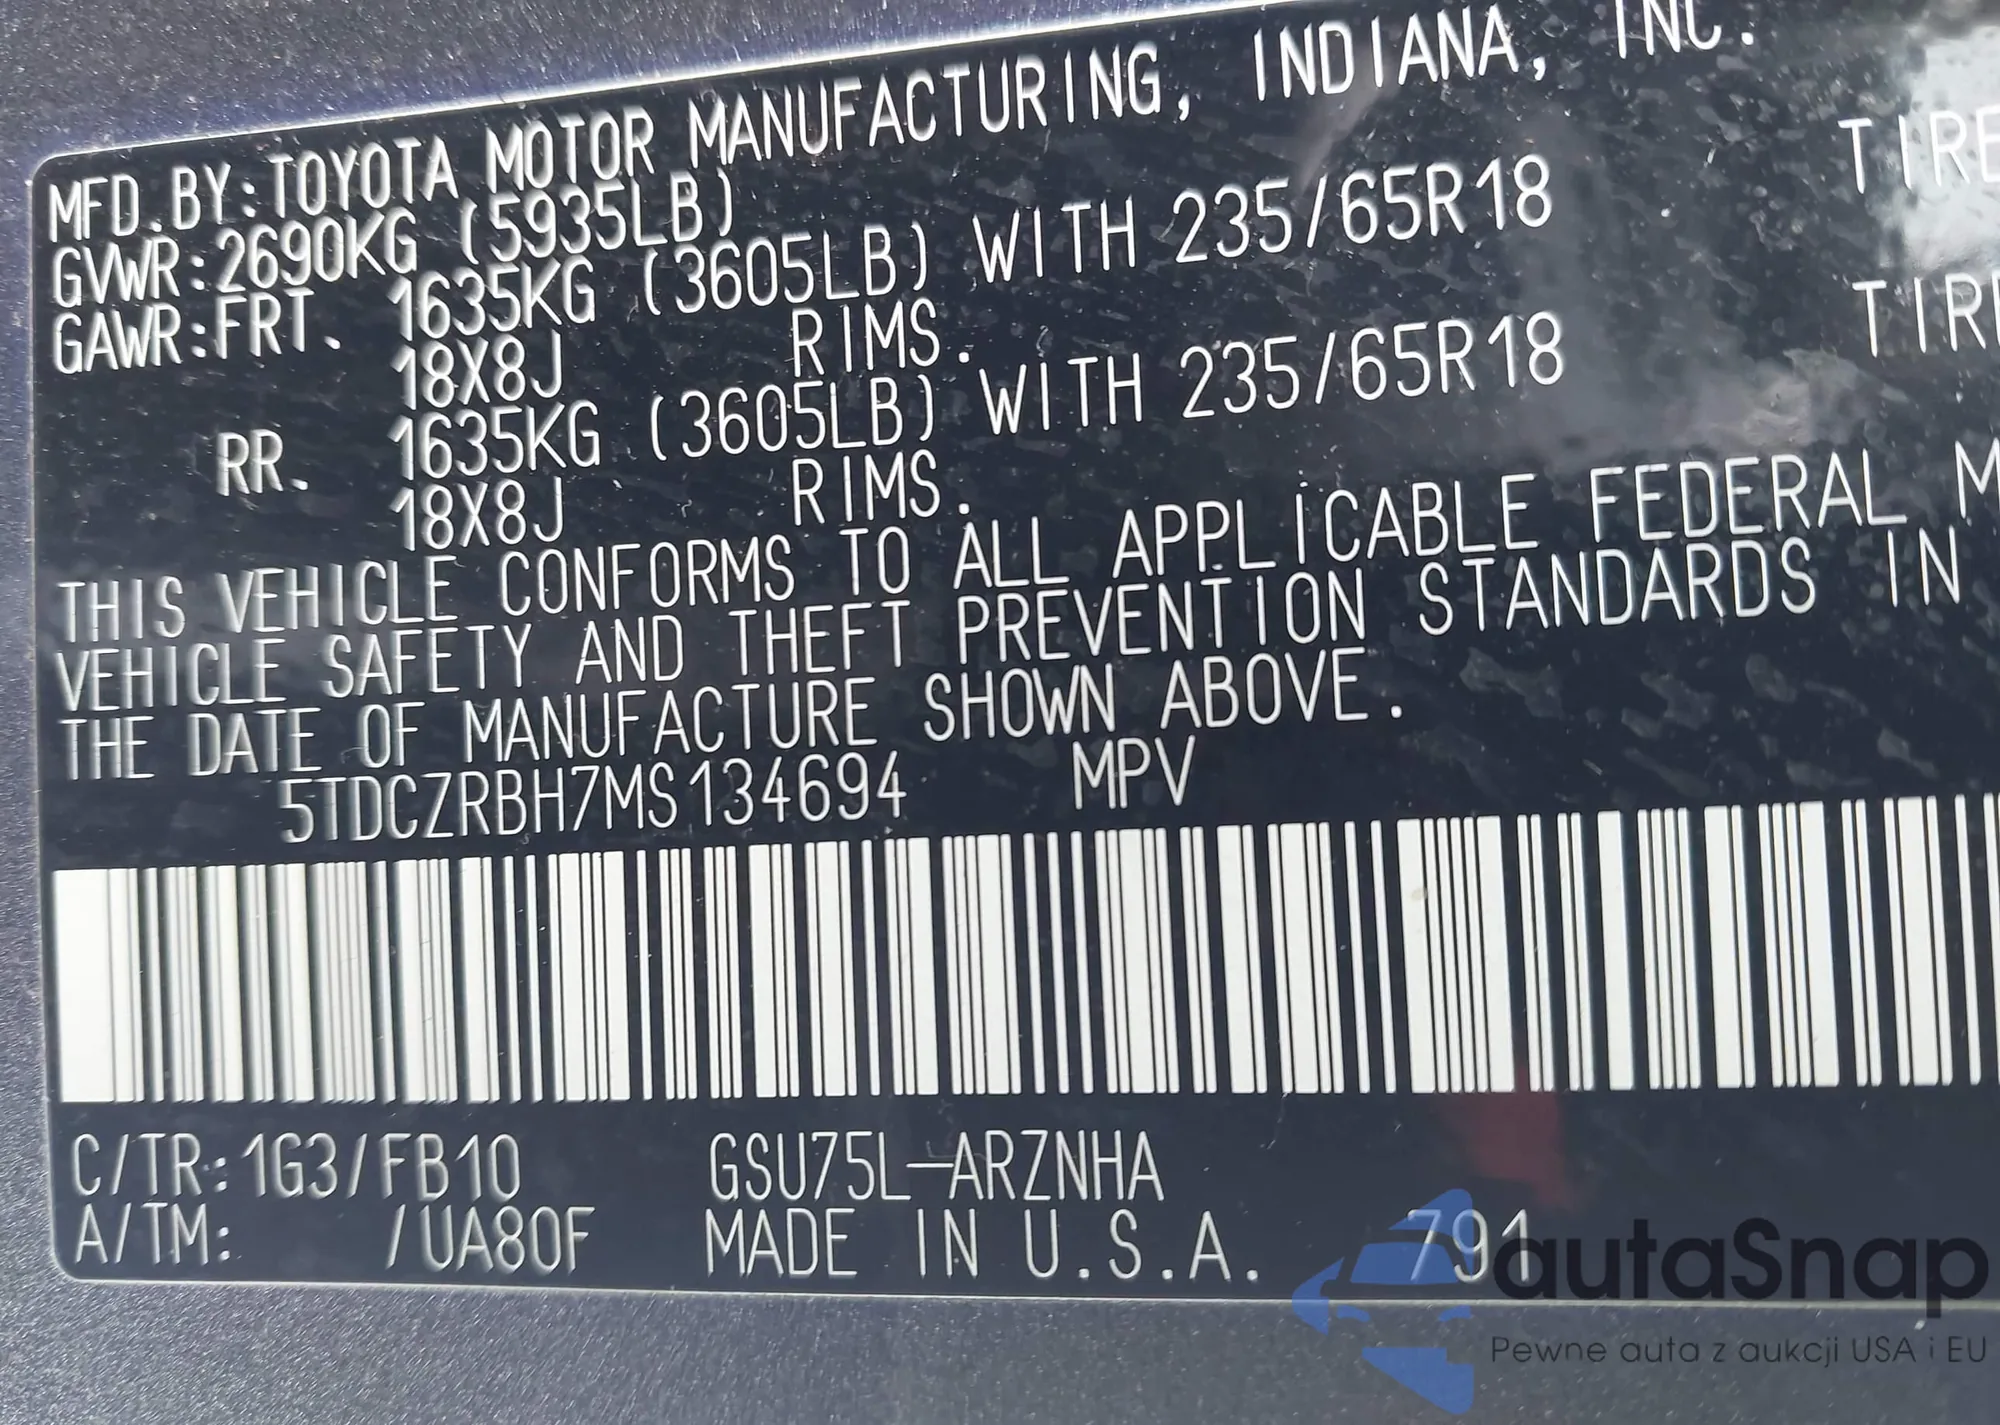 MFD.BY:TOYOTA MOTOR MANUFACTURING, INDIANA, INC.
GVWR:2690KG (5935LB)
GAWR:FRT. 1635KG (3605LB) WITH 235/65R18 TIRE
18X8J RIMS.
RR. 1635KG (3605LB) WITH 235/65R18 TIRE
18X8J RIMS.
THIS VEHICLE CONFORMS TO ALL APPLICABLE FEDERAL M
VEHICLE SAFETY AND THEFT PREVENTION STANDARDS IN
THE DATE OF MANUFACTURE SHOWN ABOVE.
5TDCZRBH7MS134694 MPV
C/TR:1G3/FB10 GSU75L-ARZNHA
A/TM: /UA80F MADE IN U.S.A. 791
autaSnap
Pewne auta z aukcji USA i EU